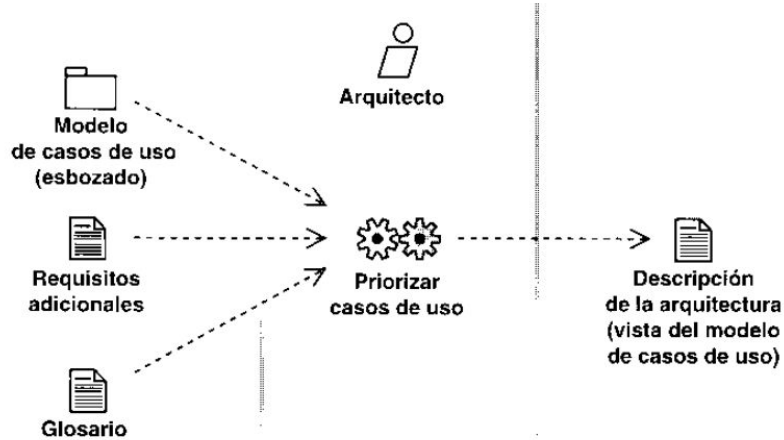 Arquitecto
Modelo
de casos de uso
(esbozado)
Requisitos
adicionales
Glosario
Priorizar
casos de uso
Descripción
de la arquitectura
(vista del modelo
de casos de uso)